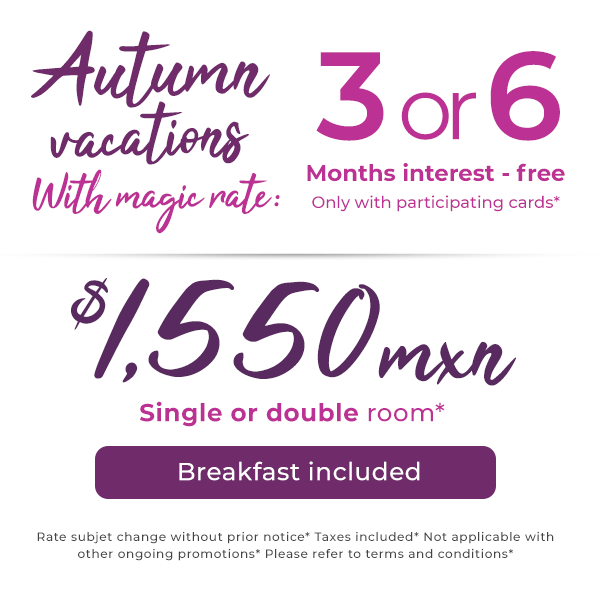 Autumn
vacations
With magic rate:
3 or 6
Months interest - free
Only with participating cards*
$1,550 mxn
Single or double room*
Breakfast included
Rate subjet change without prior notice* Taxes included* Not applicable with
other ongoing promotions* Please refer to terms and conditions*